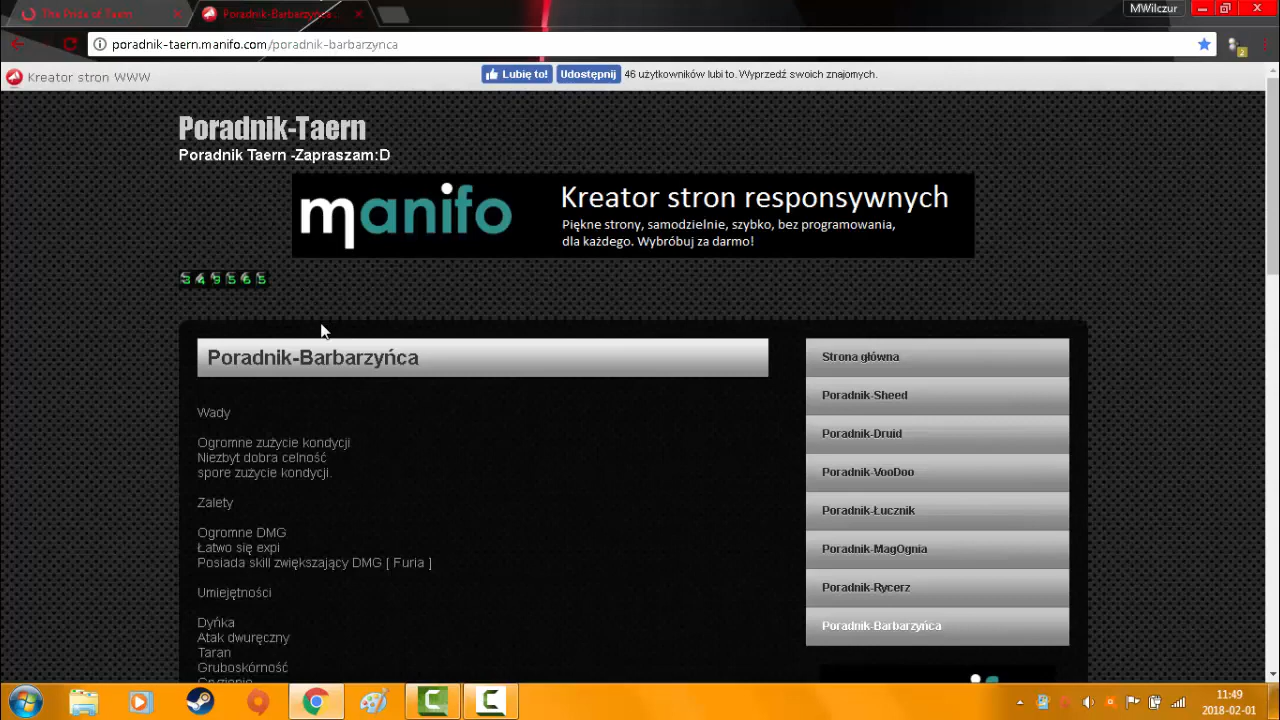 The Pride of Taern
Poradnik-Barbarzyńca
MWilczur
poradnik-taern.manifo.com/poradnik-barbarzynca
2
Kreator stron WWW
Lubię to!
Udostępnij
46 użytkowników lubi to. Wyprzedź swoich znajomych.
Poradnik-Taern
Poradnik Taern -Zapraszam:D
manifo
Kreator stron responsywnych
Piękne strony, samodzielnie, szybko, bez programowania,
dla każdego. Wybróbuj za darmo!
349565
Poradnik-Barbarzyńca
Wady
Ogromne zużycie kondycji
Niezbyt dobra celność
spore zużycie kondycji.
Zalety
Ogromne DMG
Łatwo się expi
Posiada skill zwiększający DMG [ Furia ]
Umiejętności
Dyńka
Atak dwuręczny
Taran
Gruboskórność
Strona główna
Poradnik-Sheed
Poradnik-Druid
Poradnik-VooDoo
Poradnik-Łucznik
Poradnik-MagOgnia
Poradnik-Rycerz
Poradnik-Barbarzyńca
11:49
2018-02-01